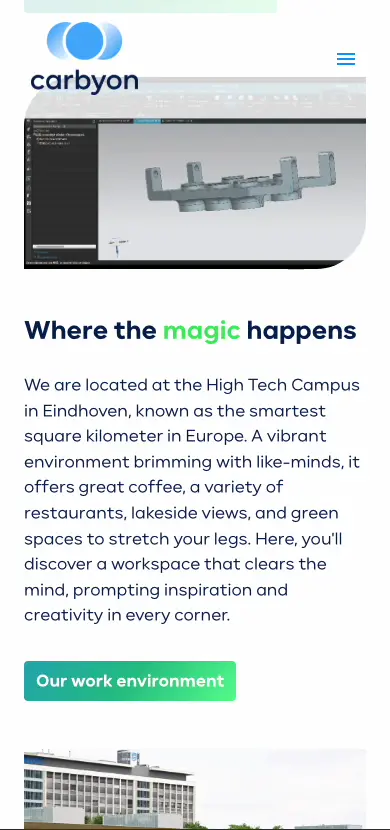 carbyon
Where the magic happens
We are located at the High Tech Campus
in Eindhoven, known as the smartest
square kilometer in Europe. A vibrant
environment brimming with like-minds, it
offers great coffee, a variety of
restaurants, lakeside views, and green
spaces to stretch your legs. Here, you'll
discover a workspace that clears the
mind, prompting inspiration and
creativity in every corner.
Our work environment